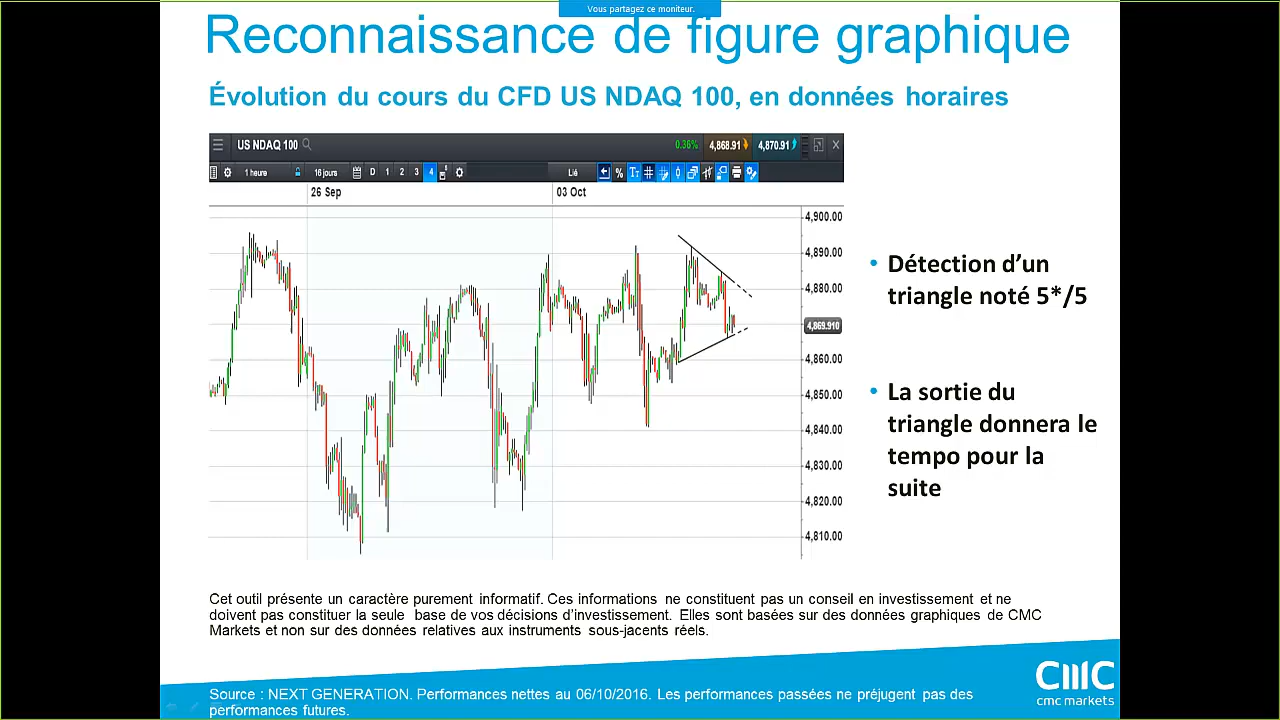 Vous partagez ce moniteur.
Reconnaissance de figure graphique
Évolution du cours du CFD US NDAQ 100, en données horaires
US NDAQ 100 0.36% 4,868.91 4,870.91
1 heure 16 jours D 1 2 3 4 Lié %
26 Sep 03 Oct
4,900.00
4,890.00
4,880.00
4,869.910
4,860.00
4,850.00
4,840.00
4,830.00
4,820.00
4,810.00
• Détection d’un
triangle noté 5*/5
• La sortie du
triangle donnera le
tempo pour la
suite
Cet outil présente un caractère purement informatif. Ces informations ne constituent pas un conseil en investissement et ne
doivent pas constituer la seule base de vos décisions d’investissement. Elles sont basées sur des données graphiques de CMC
Markets et non sur des données relatives aux instruments sous-jacents réels.
Source : NEXT GENERATION. Performances nettes au 06/10/2016. Les performances passées ne préjugent pas des
performances futures.
cmc
cmc markets